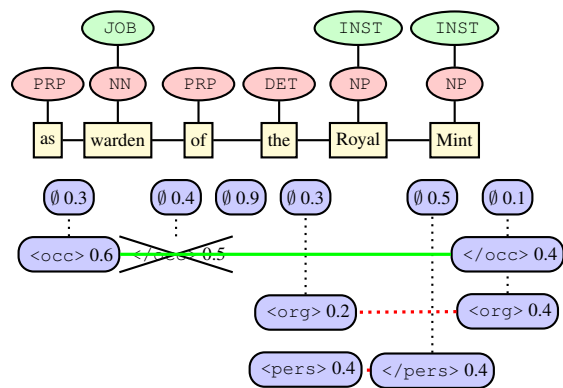 JOB INST INST
PRP NN PRP DET NP NP
as warden of the Royal Mint
∅ 0.3 ∅ 0.4 ∅ 0.9 ∅ 0.3 ∅ 0.5 ∅ 0.1
<occ> 0.6 </occ> 0.5 </occ> 0.4
<org> 0.2 <org> 0.4
<pers> 0.4 </pers> 0.4